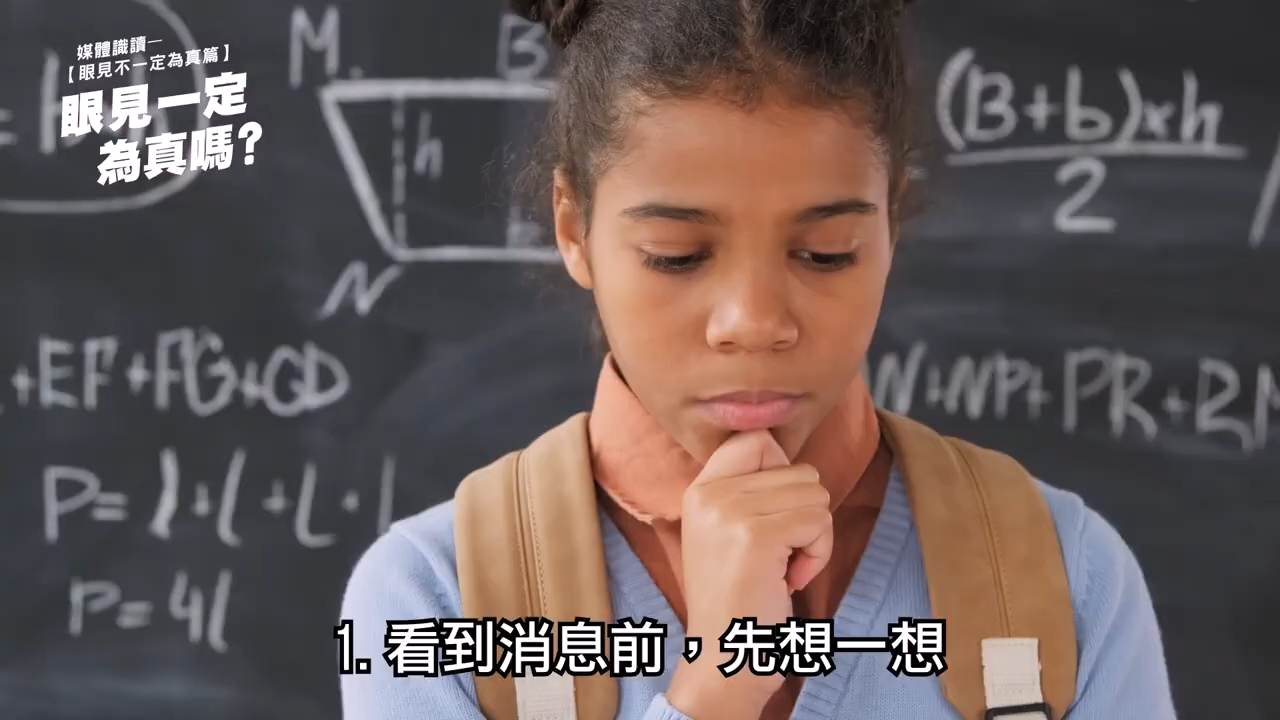 媒體識讀—
【眼見不一定為真篇】
眼見一定
為真嗎?
M.
B
h
(B+b)×h
2
N
+EF+FG+GD
N+NP+PR+RM
P=l+l+l·l
P=4l
1. 看到消息前，先想一想